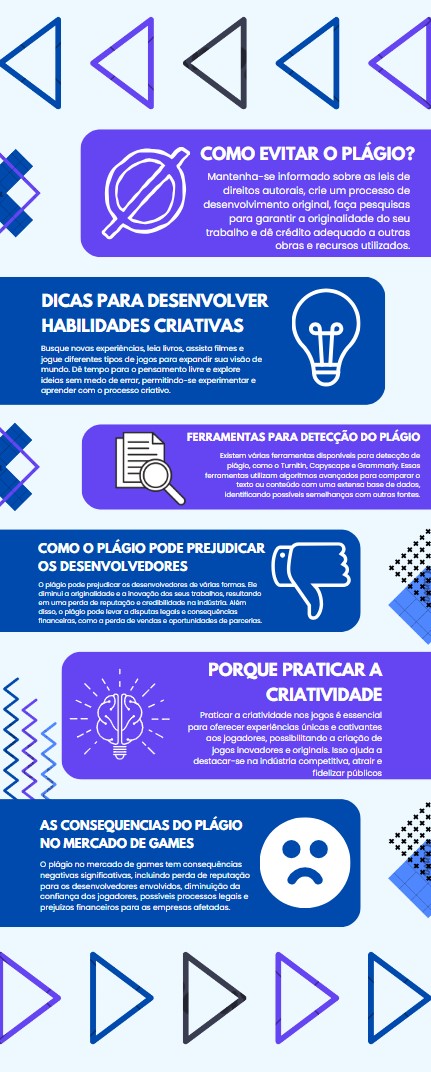 COMO EVITAR O PLÁGIO?
Mantenha-se informado sobre as leis de
direitos autorais, crie um processo de
desenvolvimento original, faça pesquisas
para garantir a originalidade do seu
trabalho e dê crédito adequado a outras
obras e recursos utilizados.
DICAS PARA DESENVOLVER
HABILIDADES CRIATIVAS
Busque novas experiências, leia livros, assista filmes e
jogue diferentes tipos de jogos para expandir sua visão de
mundo. Dê tempo para o pensamento livre e explore
ideias sem medo de errar, permitindo-se experimentar e
aprender com o processo criativo.
FERRAMENTAS PARA DETECÇÃO DO PLÁGIO
Existem várias ferramentas disponíveis para detecção de
plágio, como o Turnitin, Copyscape e Grammarly. Essas
ferramentas utilizam algoritmos avançados para comparar o
texto ou conteúdo com uma extensa base de dados,
identificando possíveis semelhanças com outras fontes.
COMO O PLÁGIO PODE PREJUDICAR
OS DESENVOLVEDORES
O plágio pode prejudicar os desenvolvedores de várias formas. Ele
diminui a originalidade e a inovação dos seus trabalhos, resultando
em uma perda de reputação e credibilidade na indústria. Além
disso, o plágio pode levar a disputas legais e consequências
financeiras, como a perda de vendas e oportunidades de parcerias.
PORQUE PRATICAR A
CRIATIVIDADE
Praticar a criatividade nos jogos é essencial
para oferecer experiências únicas e cativantes
aos jogadores, possibilitando a criação de
jogos inovadores e originais. Isso ajuda a
destacar-se na indústria competitiva, atrair e
fidelizar públicos
AS CONSEQUENCIAS DO PLÁGIO
NO MERCADO DE GAMES
O plágio no mercado de games tem consequências
negativas significativas, incluindo perda de reputação
para os desenvolvedores envolvidos, diminuição da
confiança dos jogadores, possíveis processos legais e
prejuízos financeiros para as empresas afetadas.